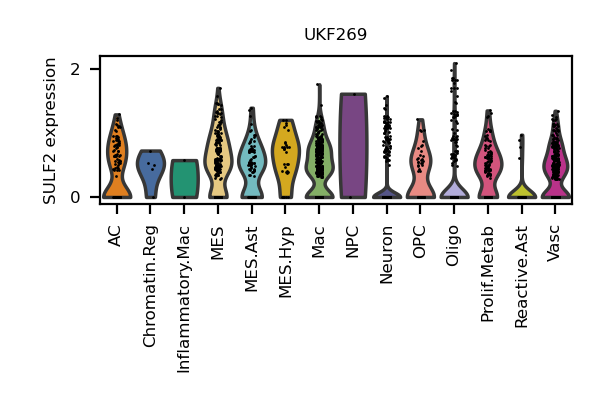 UKF269
SULF2 expression
2
0
AC
Chromatin.Reg
Inflammatory.Mac
MES
MES.Ast
MES.Hyp
Mac
NPC
Neuron
OPC
Oligo
Prolif.Metab
Reactive.Ast
Vasc